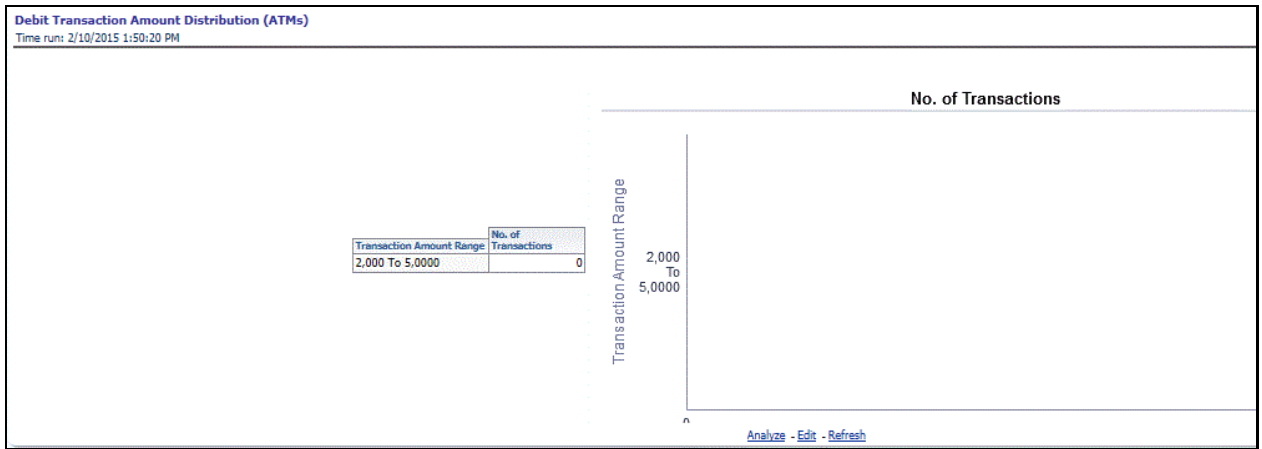 Debit Transaction Amount Distribution (ATMs)
Time run: 2/10/2015 1:50:20 PM
Transaction Amount Range
No. of
Transactions
2,000 To 5,0000
0
No. of Transactions
Transaction Amount Range
2,000
To
5,0000
0
Analyze - Edit - Refresh